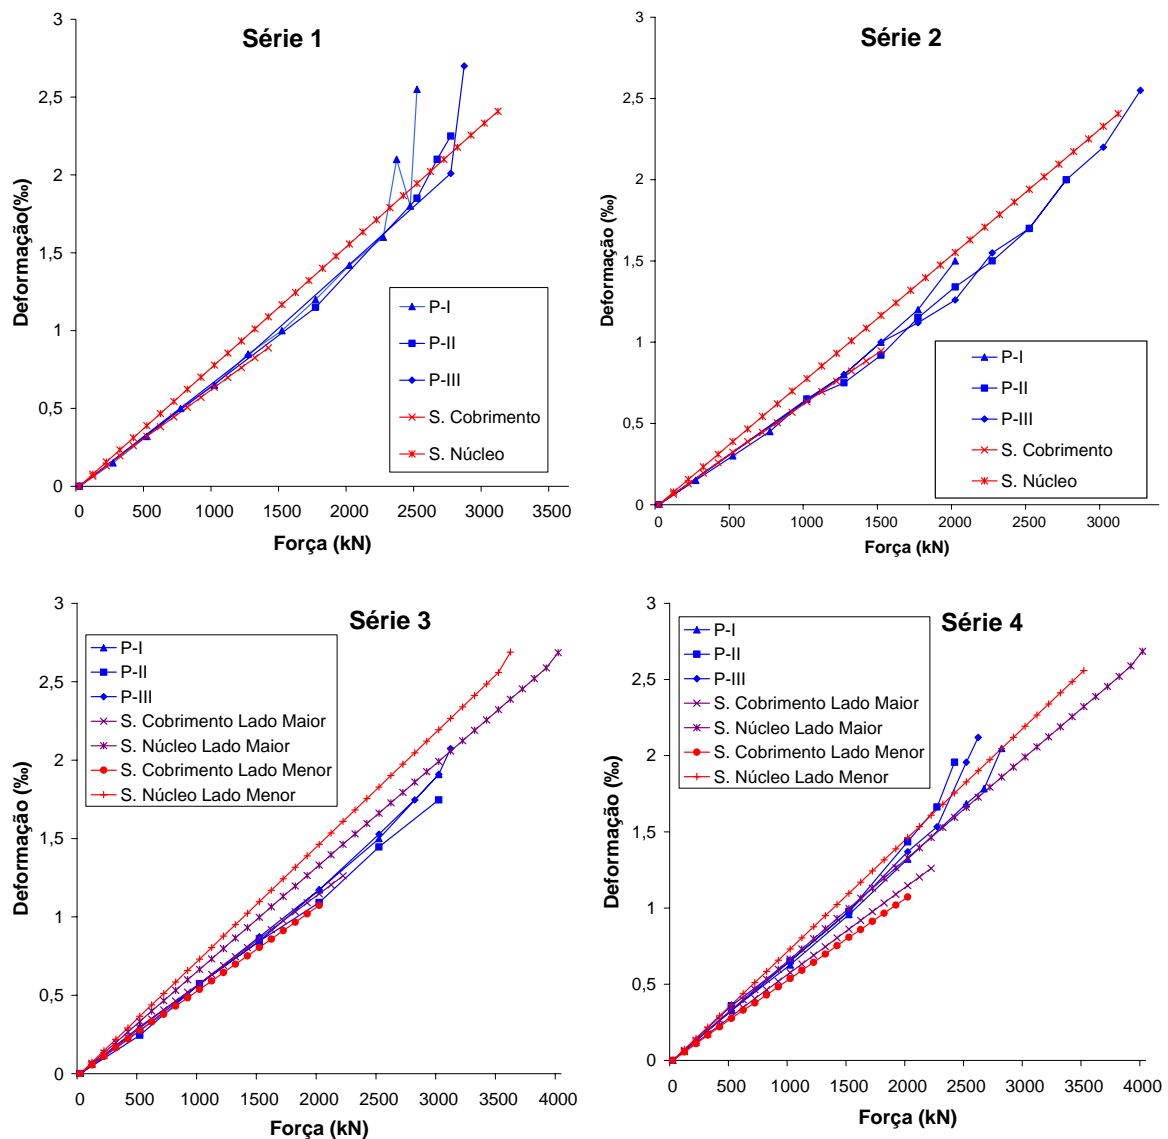 Série 1
3
2,5
2
1,5
1
0,5
0
Deformação(‰)
P-I
P-II
P-III
S. Cobrimento
S. Núcleo
0 500 1000 1500 2000 2500 3000 3500
Força (kN)
Série 2
3
2,5
2
1,5
1
0,5
0
Deformação (‰)
P-I
P-II
P-III
S. Cobrimento
S. Núcleo
0 500 1000 1500 2000 2500 3000
Força (kN)
Série 3
3
2,5
2
1,5
1
0,5
0
Deformação (‰)
P-I
P-II
P-III
S. Cobrimento Lado Maior
S. Núcleo Lado Maior
S. Cobrimento Lado Menor
S. Núcleo Lado Menor
0 500 1000 1500 2000 2500 3000 3500 4000
Força (kN)
Série 4
3
2,5
2
1,5
1
0,5
0
Deformação (‰)
P-I
P-II
P-III
S. Cobrimento Lado Maior
S. Núcleo Lado Maior
S. Cobrimento Lado Menor
S. Núcleo Lado Menor
0 500 1000 1500 2000 2500 3000 3500 4000
Força (kN)